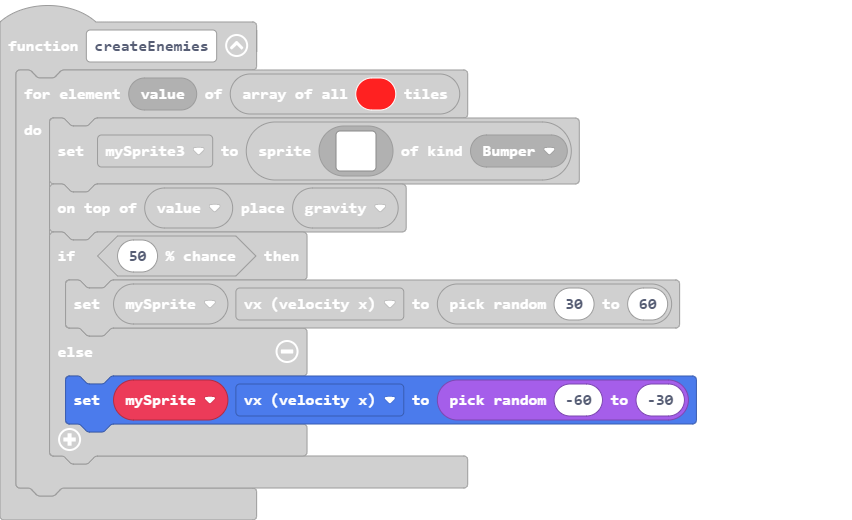 function createEnemies
for element value of array of all tiles
do
set mySprite3 to sprite of kind Bumper
on top of value place gravity
if 50 % chance then
set mySprite vx (velocity x) to pick random 30 to 60
else
set mySprite vx (velocity x) to pick random -60 to -30